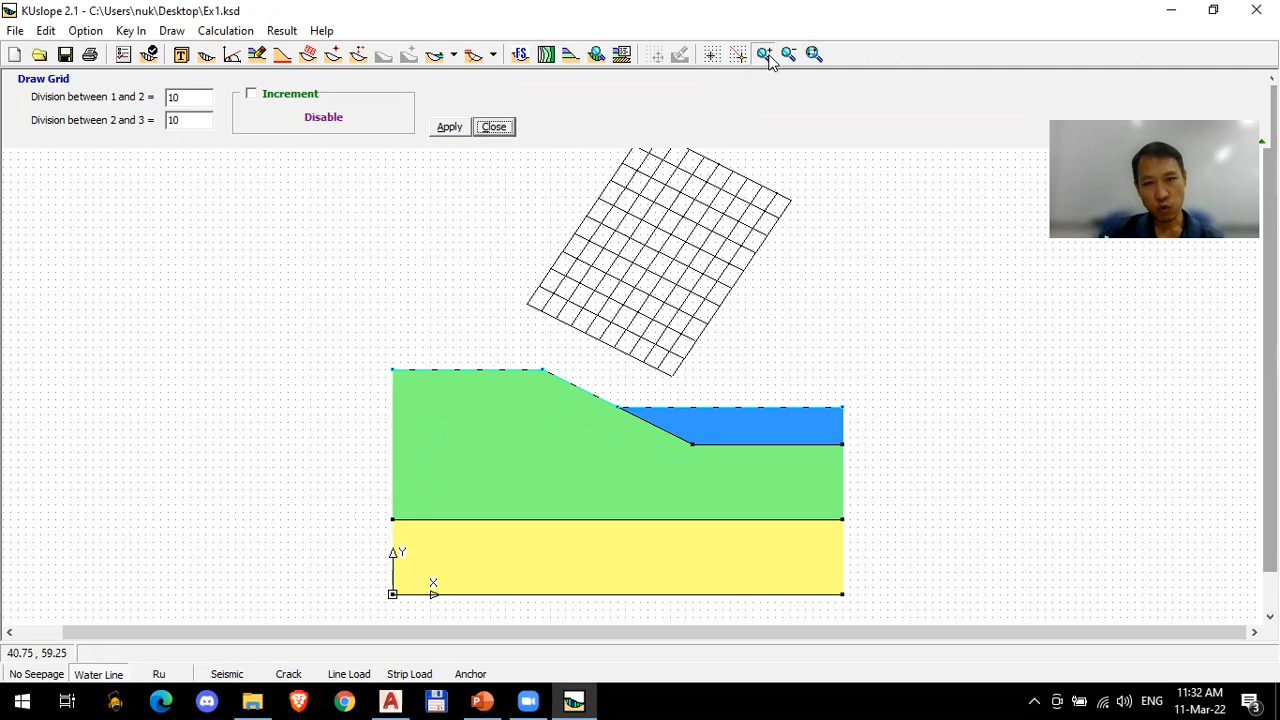 KUslope 2.1 - C:\Users\nuk\Desktop\Ex1.ksd
File Edit Option Key In Draw Calculation Result Help
FS
Draw Grid
Division between 1 and 2 = 10
Increment
Division between 2 and 3 = 10
Disable
Apply Close
Y
X
40.75 , 59.25
No Seepage Water Line Ru Seismic Crack Line Load Strip Load Anchor
ENG
11:32 AM
11-Mar-22
3